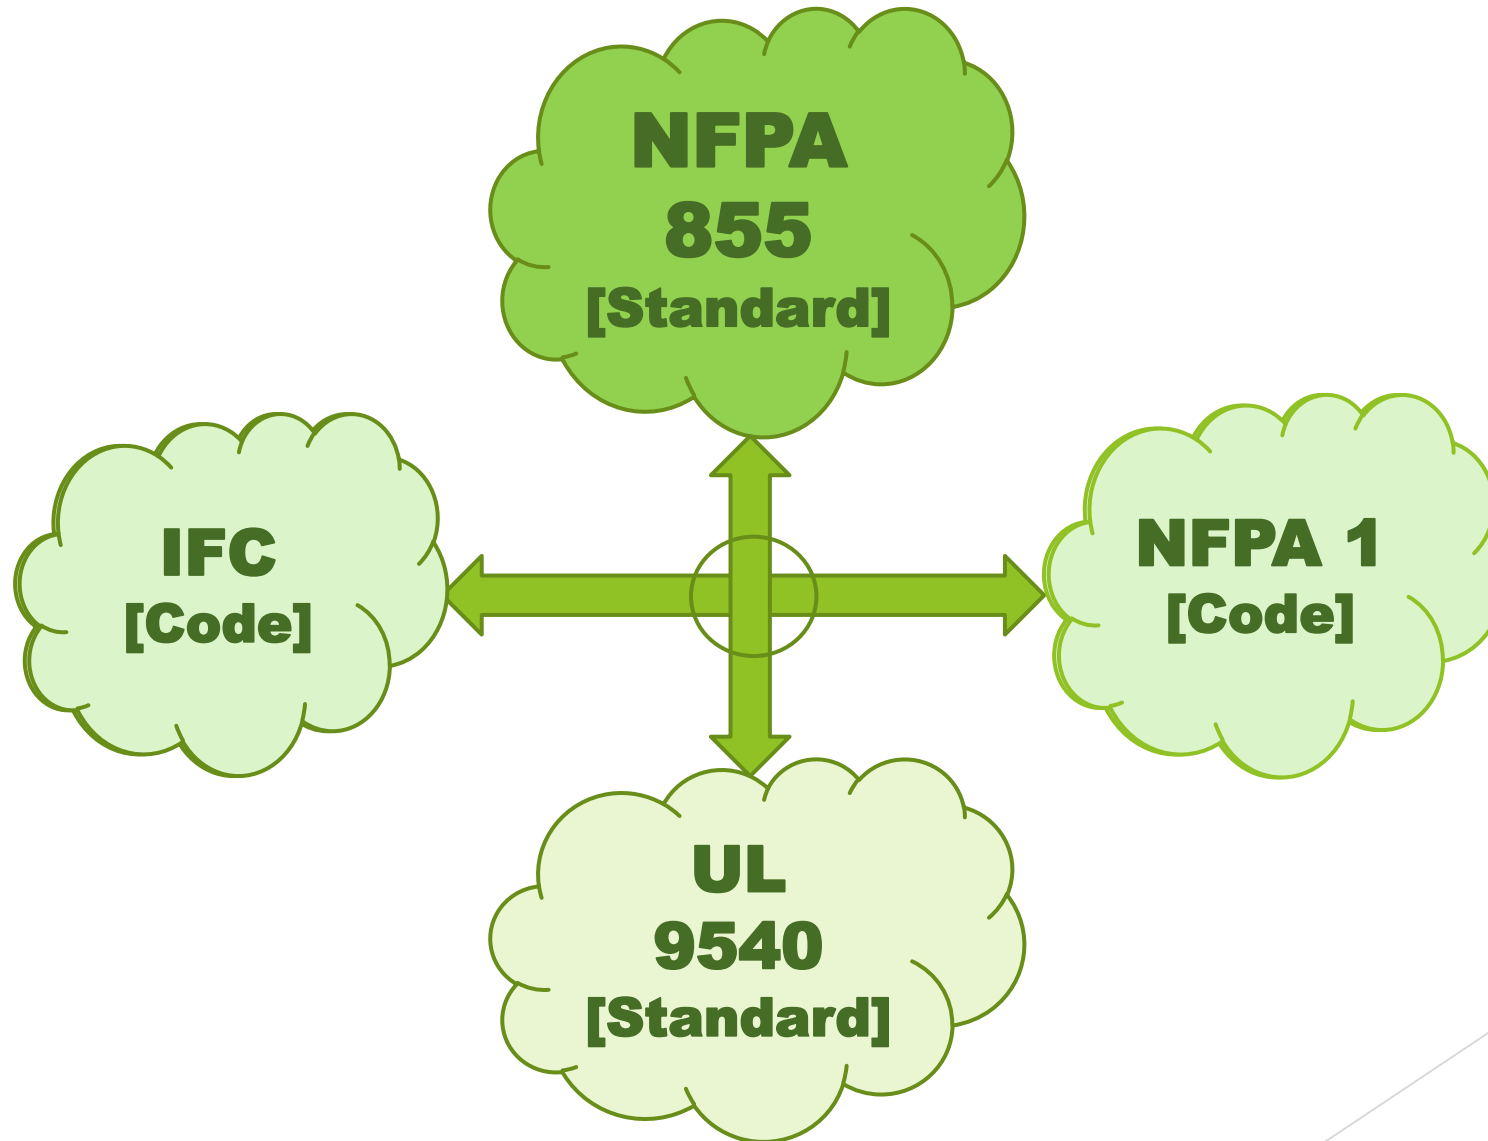 NFPA
855
[Standard]
IFC
[Code]
NFPA 1
[Code]
UL
9540
[Standard]